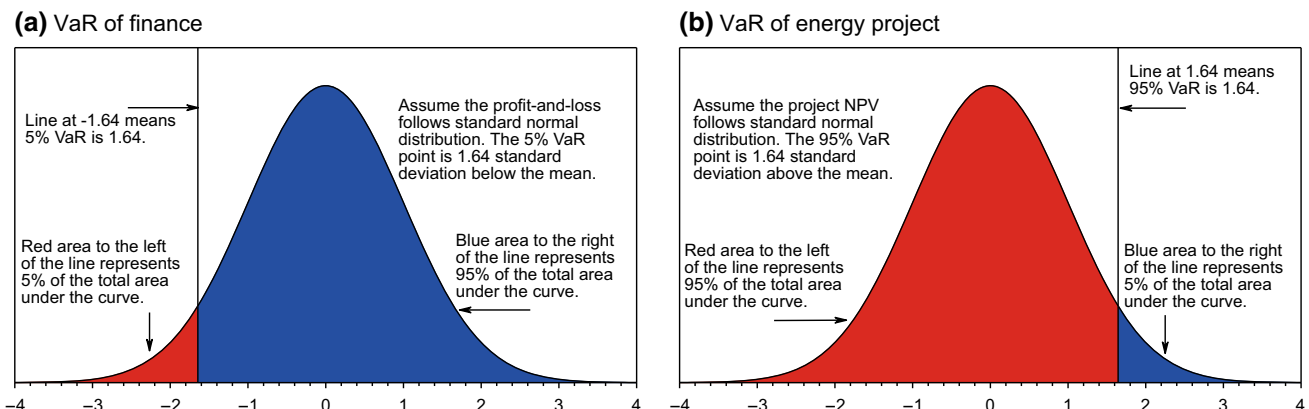 (a) VaR of finance
Line at -1.64 means
5% VaR is 1.64.
Assume the profit-and-loss
follows standard normal
distribution. The 5% VaR
point is 1.64 standard
deviation below the mean.
Red area to the left
of the line represents
5% of the total area
under the curve.
Blue area to the right
of the line represents
95% of the total area
under the curve.
−4 −3 −2 −1 0 1 2 3 4
(b) VaR of energy project
Assume the project NPV
follows standard normal
distribution. The 95% VaR
point is 1.64 standard
deviation above the mean.
Line at 1.64 means
95% VaR is 1.64.
Red area to the left
of the line represents
95% of the total area
under the curve.
Blue area to the right
of the line represents
5% of the total area
under the curve.
−4 −3 −2 −1 0 1 2 3 4